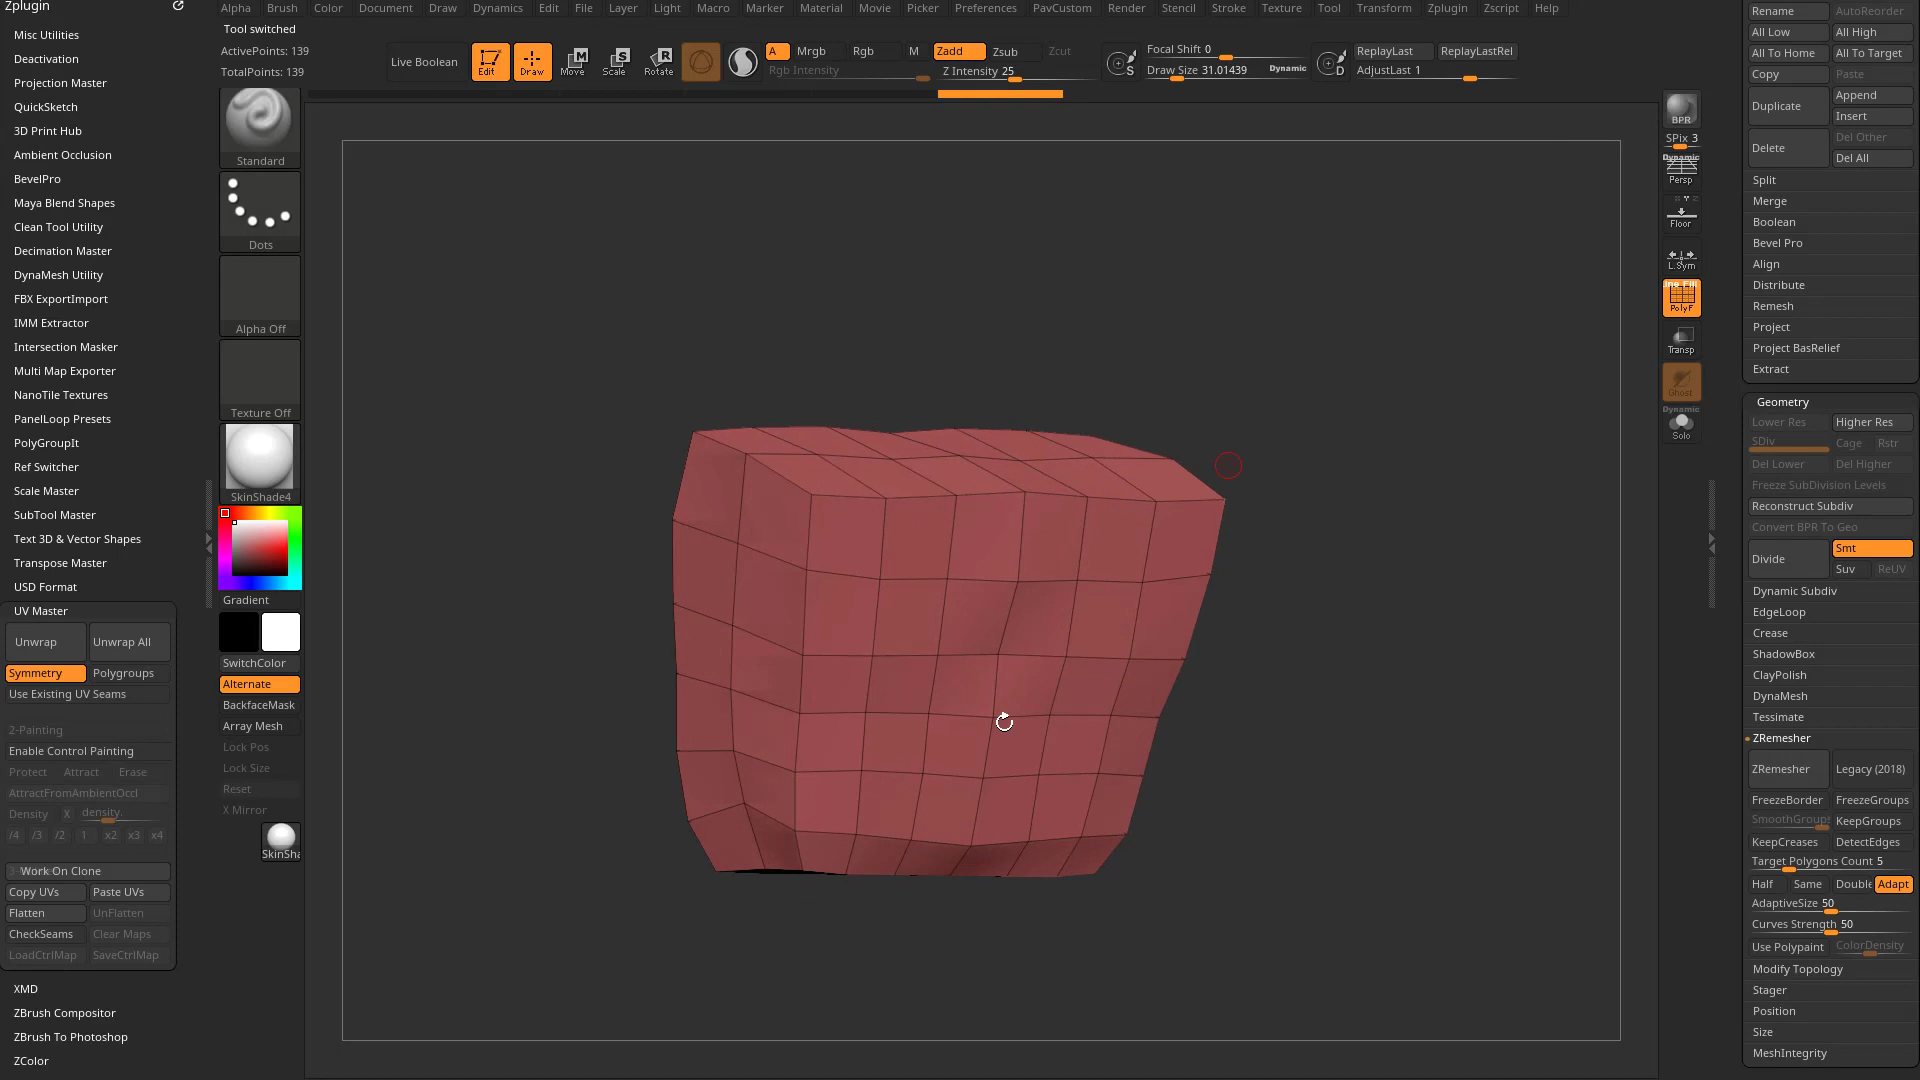 Zplugin
Misc Utilities
Deactivation
Projection Master
QuickSketch
3D Print Hub
Ambient Occlusion
BevelPro
Maya Blend Shapes
Clean Tool Utility
Decimation Master
DynaMesh Utility
FBX ExportImport
IMM Extractor
Intersection Masker
Multi Map Exporter
NanoTile Textures
PanelLoop Presets
PolyGroupIt
Ref Switcher
Scale Master
SubTool Master
Text 3D & Vector Shapes
Transpose Master
USD Format
UV Master
Unwrap Unwrap All
Symmetry Polygroups
Use Existing UV Seams
2-Painting
Enable Control Painting
Protect Attract Erase
AttractFromAmbientOccl
Density X density.
/4 /3 /2 1 x2 x3 x4
Work On Clone
Copy UVs Paste UVs
Flatten UnFlatten
CheckSeams Clear Maps
LoadCtrlMap SaveCtrlMap
XMD
ZBrush Compositor
ZBrush To Photoshop
ZColor
Alpha Brush Color Document Draw Dynamics Edit File Layer Light Macro Marker Material Movie Picker Preferences PavCustom Render Stencil Stroke Texture Tool Transform Zplugin Zscript Help
Tool switched
ActivePoints: 139
TotalPoints: 139
Live Boolean Edit Draw Move Scale Rotate
M S R
A Mrgb Rgb M Zadd Zsub Zcut
Rgb Intensity Z Intensity 25
S Focal Shift 0
Draw Size 31.01439 Dynamic
D ReplayLast ReplayLastRel
AdjustLast 1
Standard
Dots
Alpha Off
Texture Off
SkinShade4
Gradient
SwitchColor
Alternate
BackfaceMask
Array Mesh
Lock Pos
Lock Size
Reset
X Mirror
SkinSha
BPR
SPix 3
Dynamic
Persp
Floor
L.Sym
Line Fill
PolyF
Transp
Ghost
Dynamic
Solo
Rename AutoReorder
All Low All High
All To Home All To Target
Copy Paste
Duplicate Append
Insert
Delete Del Other
Del All
Split
Merge
Boolean
Bevel Pro
Align
Distribute
Remesh
Project
Project BasRelief
Extract
Geometry
Lower Res Higher Res
SDiv Cage Rstr
Del Lower Del Higher
Freeze SubDivision Levels
Reconstruct Subdiv
Convert BPR To Geo
Divide Smt
Suv ReUV
Dynamic Subdiv
EdgeLoop
Crease
ShadowBox
ClayPolish
DynaMesh
Tessimate
ZRemesher
ZRemesher Legacy (2018)
FreezeBorder FreezeGroups
SmoothGroups KeepGroups
KeepCreases DetectEdges
Target Polygons Count 5
Half Same Double Adapt
AdaptiveSize 50
Curves Strength 50
Use Polypaint ColorDensity
Modify Topology
Stager
Position
Size
MeshIntegrity